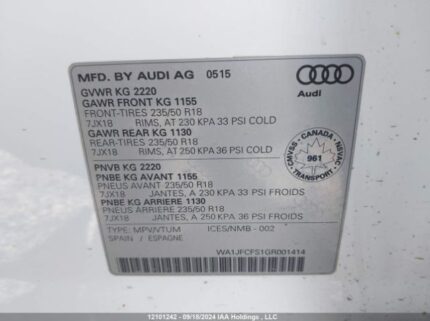 MFD. BY AUDI AG 0515
GVWR KG 2220
GAWR FRONT KG 1155
FRONT-TIRES 235/50 R18
7JX18 RIMS, AT 230 KPA 33 PSI COLD
GAWR REAR KG 1130
REAR-TIRES 235/50 R18
7JX18 RIMS, AT 250 KPA 36 PSI COLD
Audi
CMVSS - CANADA - NSVAC
961
TRANSPORT
PNVB KG 2220
PNBE KG AVANT 1155
PNEUS AVANT 235/50 R18
7JX18 JANTES, A 230 KPA 33 PSI FROIDS
PNBE KG ARRIERE 1130
PNEUS ARRIERE 235/50 R18
7JX18 JANTES, A 250 KPA 36 PSI FROIDS
TYPE: MPV/VTUM ICES/NMB - 002
SPAIN / ESPAGNE
WA1JFCFS1GR001414
12101242 - 09/18/2024 IAA Holdings, LLC